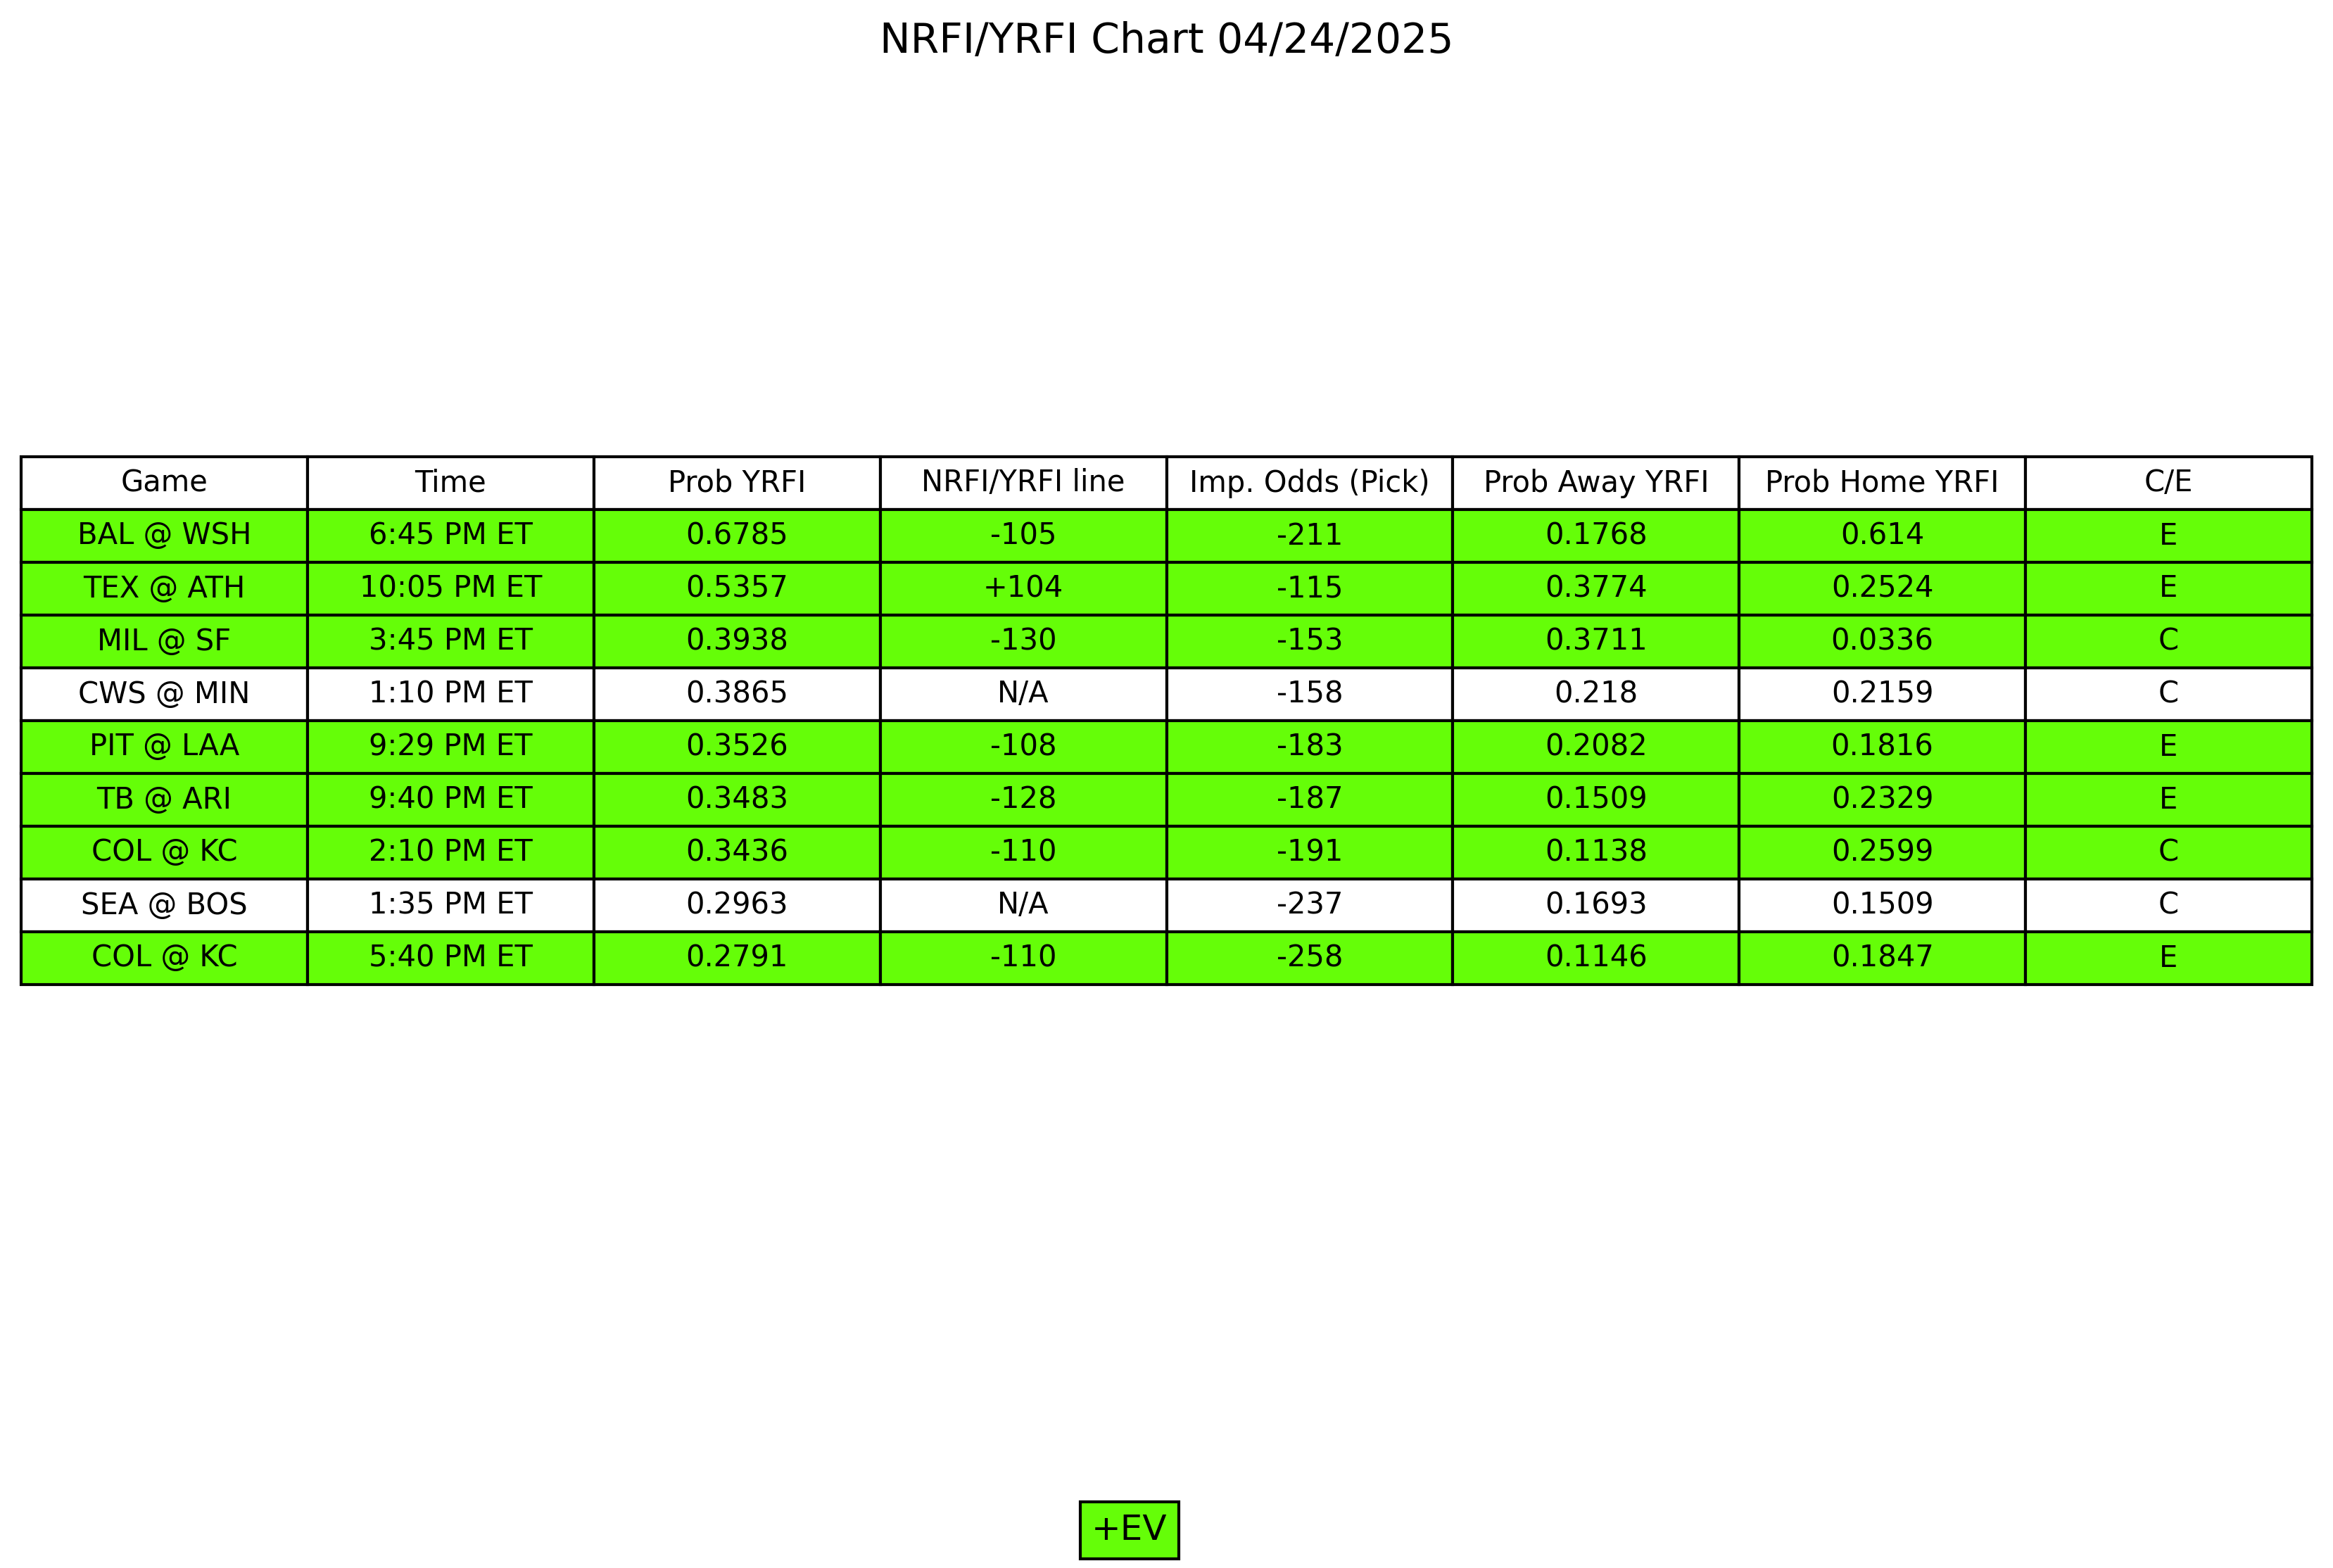 NRFI/YRFI Chart 04/24/2025
Game Time Prob YRFI NRFI/YRFI line Imp. Odds (Pick) Prob Away YRFI Prob Home YRFI C/E
BAL @ WSH 6:45 PM ET 0.6785 -105 -211 0.1768 0.614 E
TEX @ ATH 10:05 PM ET 0.5357 +104 -115 0.3774 0.2524 E
MIL @ SF 3:45 PM ET 0.3938 -130 -153 0.3711 0.0336 C
CWS @ MIN 1:10 PM ET 0.3865 N/A -158 0.218 0.2159 C
PIT @ LAA 9:29 PM ET 0.3526 -108 -183 0.2082 0.1816 E
TB @ ARI 9:40 PM ET 0.3483 -128 -187 0.1509 0.2329 E
COL @ KC 2:10 PM ET 0.3436 -110 -191 0.1138 0.2599 C
SEA @ BOS 1:35 PM ET 0.2963 N/A -237 0.1693 0.1509 C
COL @ KC 5:40 PM ET 0.2791 -110 -258 0.1146 0.1847 E
+EV